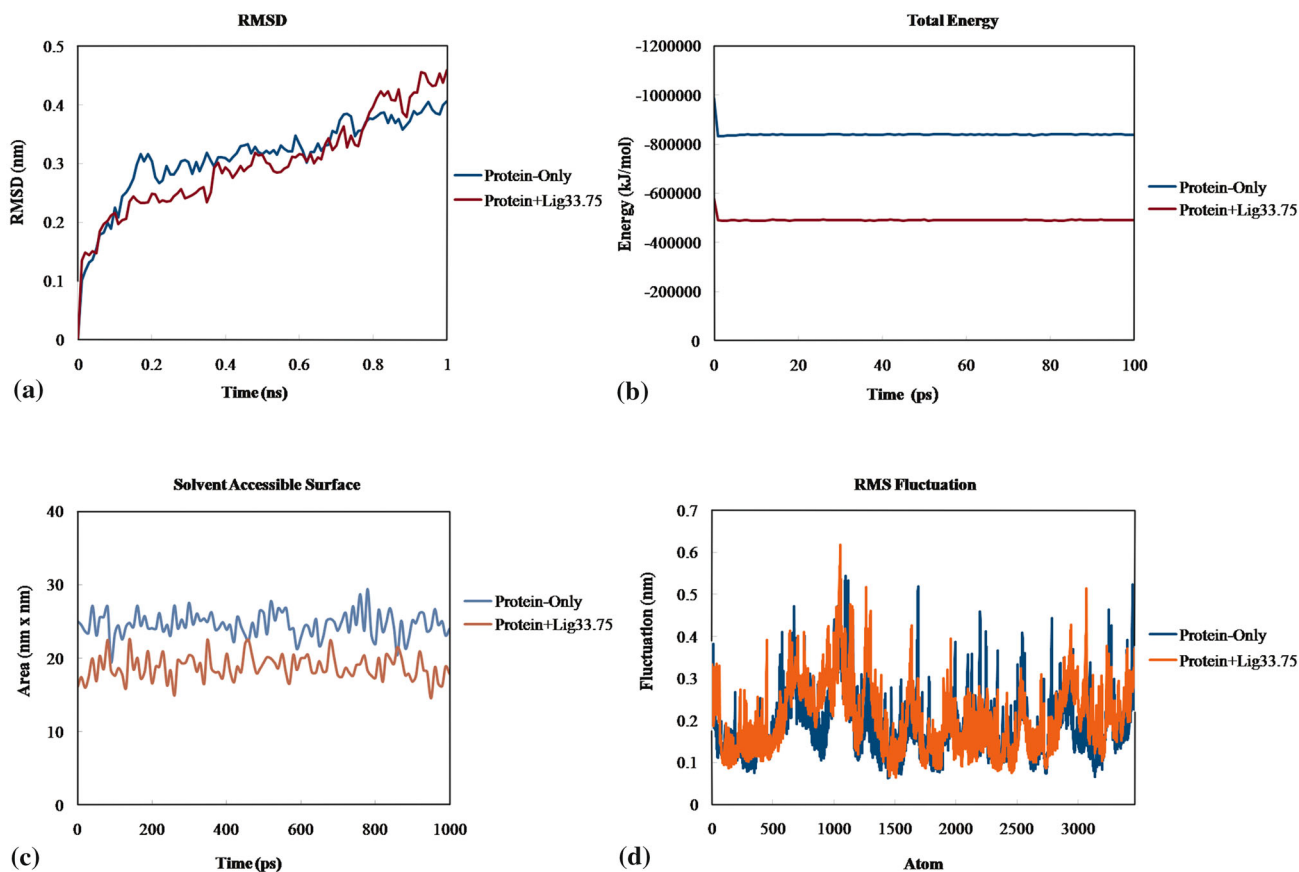 RMSD
0.5
0.4
0.3
0.2
0.1
0
RMSD (nm)
0
0.2
0.4
0.6
0.8
1
Time (ns)
Protein-Only
Protein+Lig33.75
(a)
Total Energy
-1200000
-1000000
-800000
-600000
-400000
-200000
0
Energy (kJ/mol)
0
20
40
60
80
100
Time (ps)
Protein-Only
Protein+Lig33.75
(b)
Solvent Accessible Surface
40
30
20
10
0
Area (nm x nm)
0
200
400
600
800
1000
Time (ps)
Protein-Only
Protein+Lig33.75
(c)
RMS Fluctuation
0.7
0.6
0.5
0.4
0.3
0.2
0.1
0
Fluctuation (nm)
0
500
1000
1500
2000
2500
3000
Atom
Protein-Only
Protein+Lig33.75
(d)